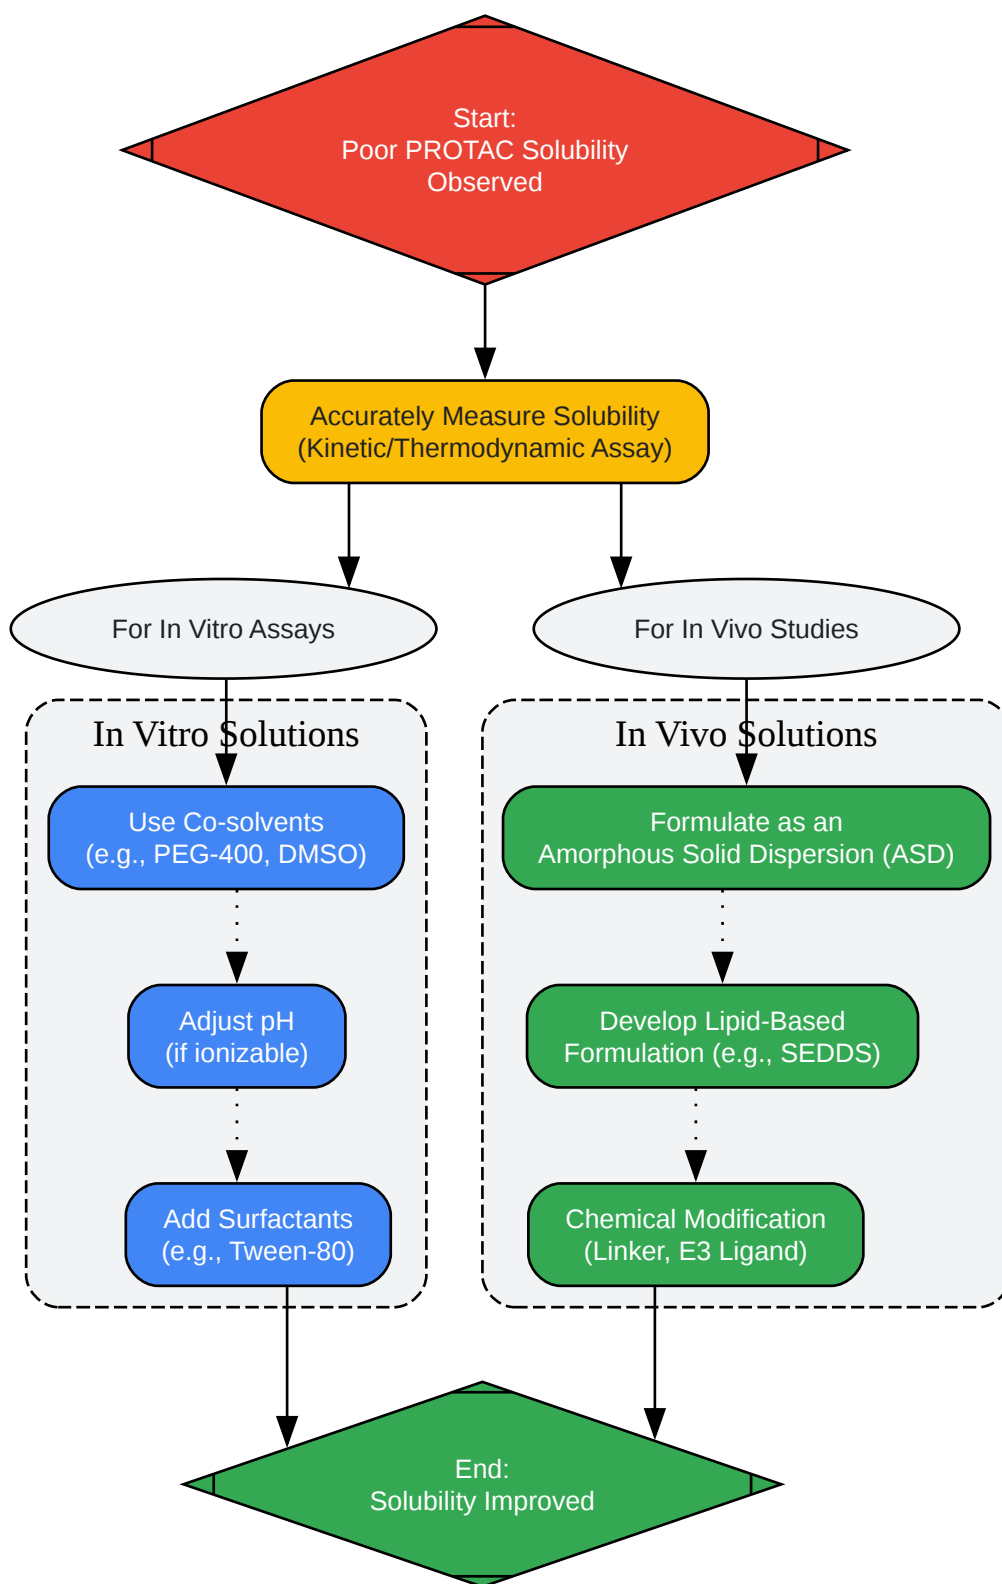 Start:
Poor PROTAC Solubility
Observed
Accurately Measure Solubility
(Kinetic/Thermodynamic Assay)
For In Vitro Assays
For In Vivo Studies
In Vitro Solutions
In Vivo Solutions
Use Co-solvents
(e.g., PEG-400, DMSO)
Formulate as an
Amorphous Solid Dispersion (ASD)
Adjust pH
(if ionizable)
Develop Lipid-Based
Formulation (e.g., SEDDS)
Add Surfactants
(e.g., Tween-80)
Chemical Modification
(Linker, E3 Ligand)
End:
Solubility Improved